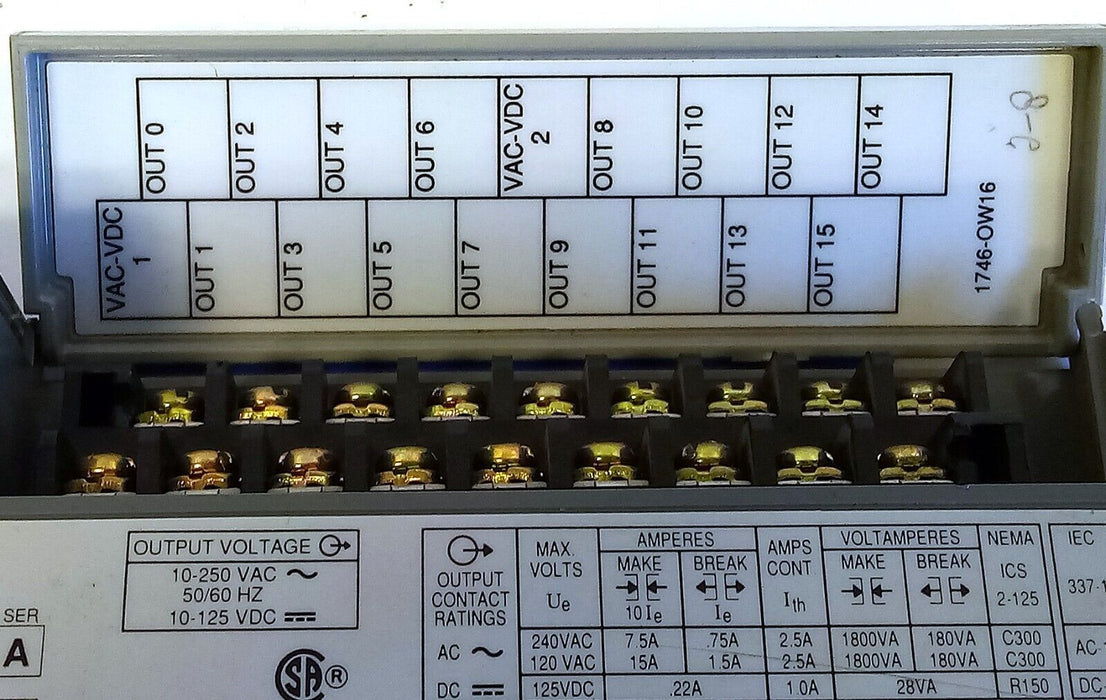 OUT 0 OUT 2 OUT 4 OUT 6 VAC-VDC 2 OUT 8 OUT 10 OUT 12 OUT 14
VAC-VDC 1 OUT 1 OUT 3 OUT 5 OUT 7 OUT 9 OUT 11 OUT 13 OUT 15
2-8
1746-OW16
SER
A
OUTPUT VOLTAGE
10-250 VAC
50/60 HZ
10-125 VDC
SA ®
OUTPUT
CONTACT
RATINGS
MAX.
VOLTS
Ue
AMPERES
MAKE
10 Ie
BREAK
Ie
AMPS
CONT
Ith
VOLTAMPERES
MAKE
BREAK
NEMA
ICS
2-125
IEC
337-1
AC 240VAC 7.5A .75A 2.5A 1800VA 180VA C300 AC-
120 VAC 15A 1.5A 2.5A 1800VA 180VA C300
DC 125VDC .22A 1.0A 28VA R150 DC-